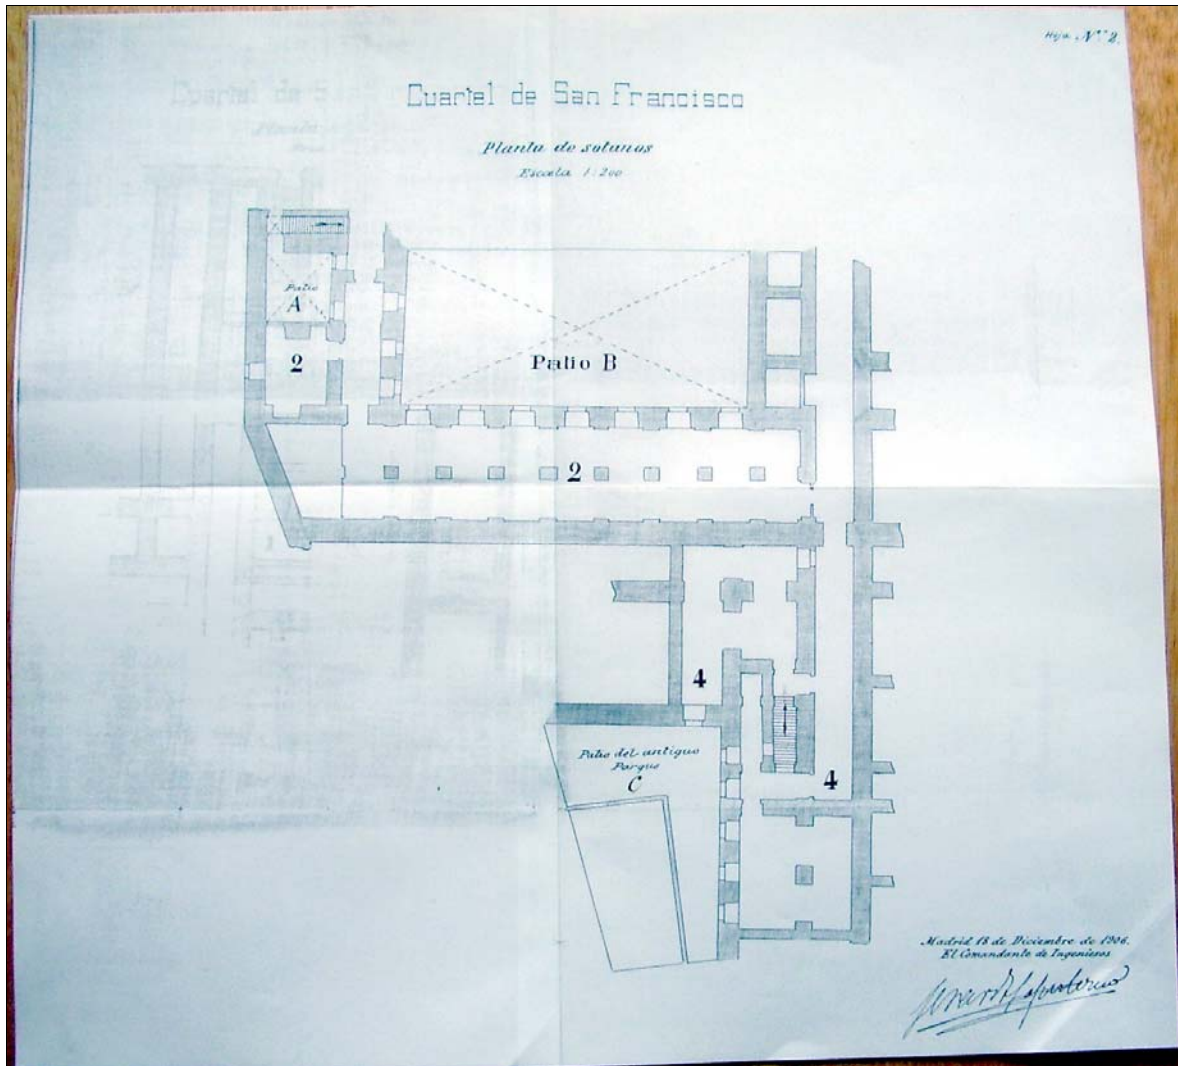 Hoja Nº 2.
Cuartel de San Francisco
Planta de sotanos
Escala 1:200
Patio
A
2
Patio B
2
4
Patio del antiguo
Parque
C
4
Madrid 18 de Diciembre de 1906.
El Comandante de Ingenieros